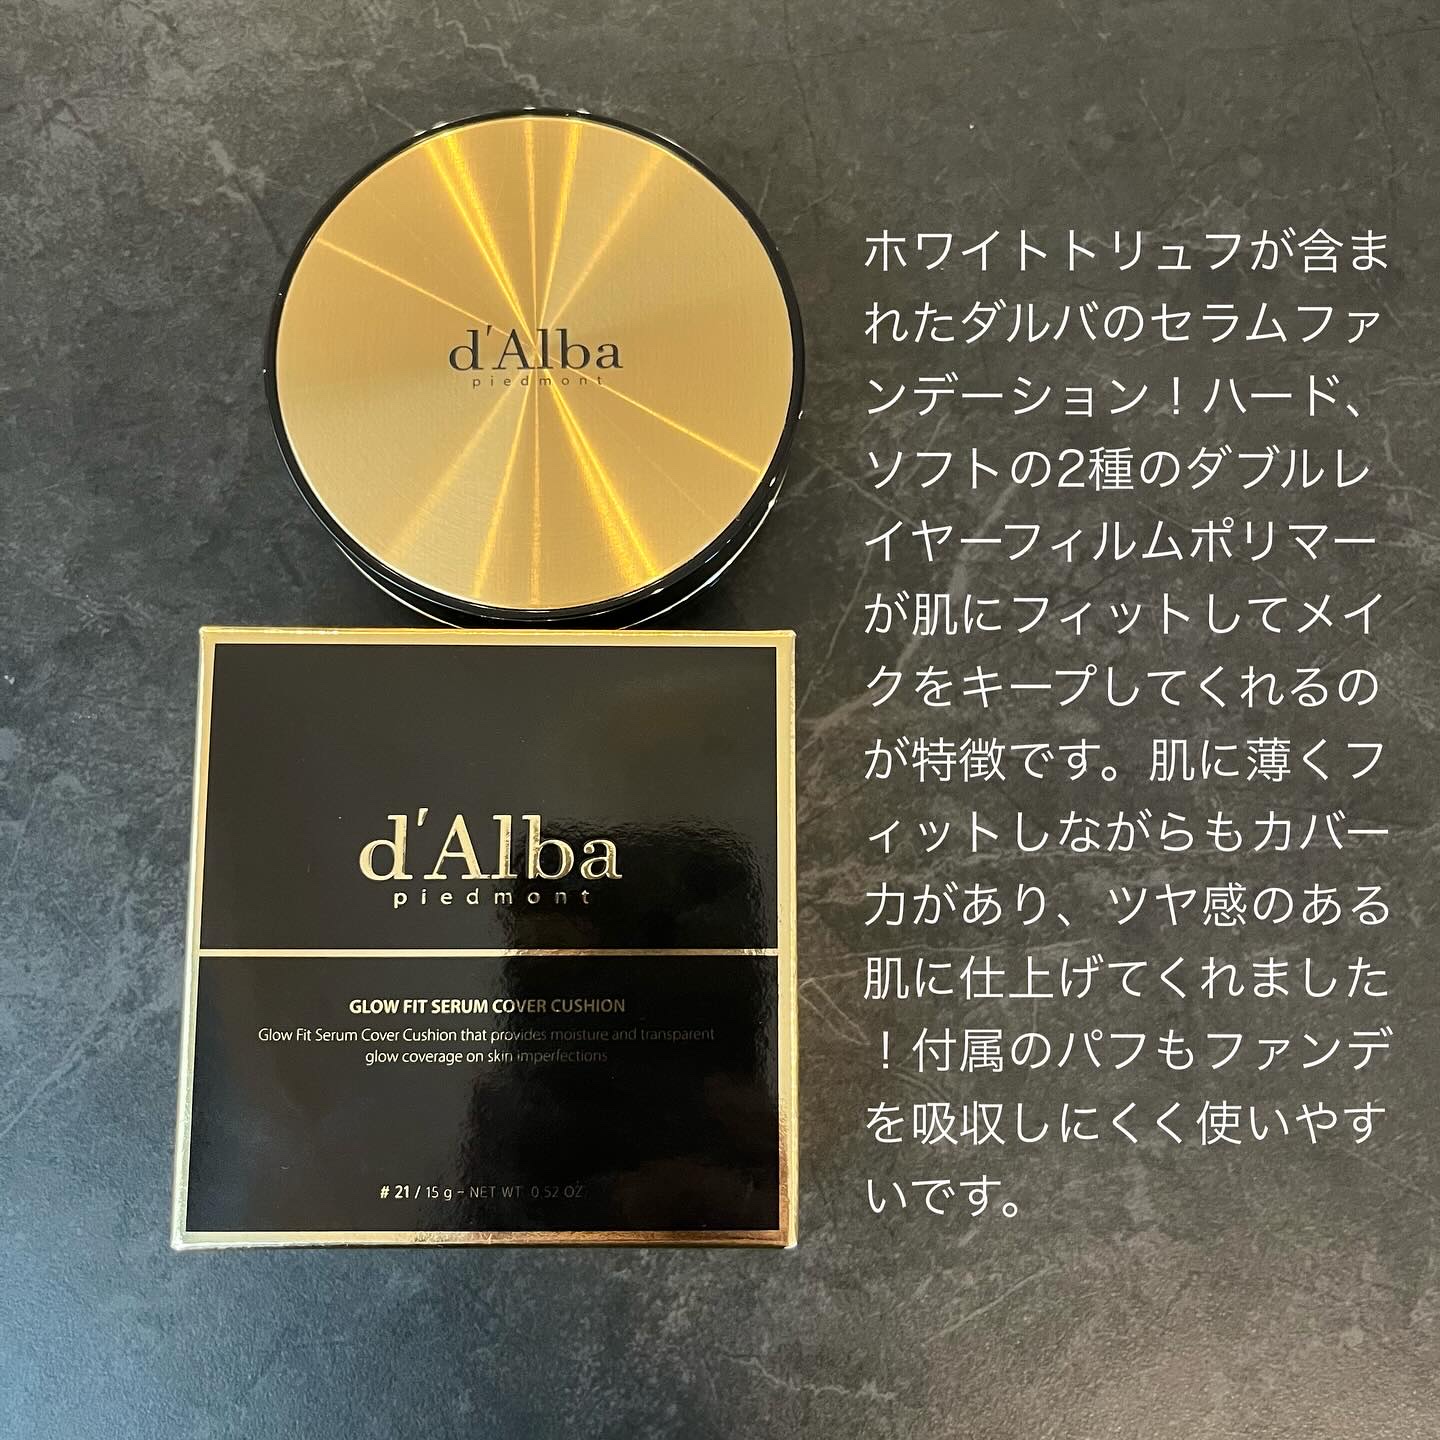 d'Alba
piedmont
d'Alba
piedmont
GLOW FIT SERUM COVER CUSHION
Glow Fit Serum Cover Cushion that provides moisture and transparent
glow coverage on skin imperfections
# 21 / 15 g – NET WT. 0.52 OZ
ホワイトトリュフが含ま
れたダルバのセラムファ
ンデーション！ハード、
ソフトの2種のダブルレ
イヤーフィルムポリマー
が肌にフィットしてメイ
クをキープしてくれるの
が特徴です。肌に薄くフ
ィットしながらもカバー
力があり、ツヤ感のある
肌に仕上げてくれました
！付属のパフもファンデ
を吸収しにくく使いやす
いです。